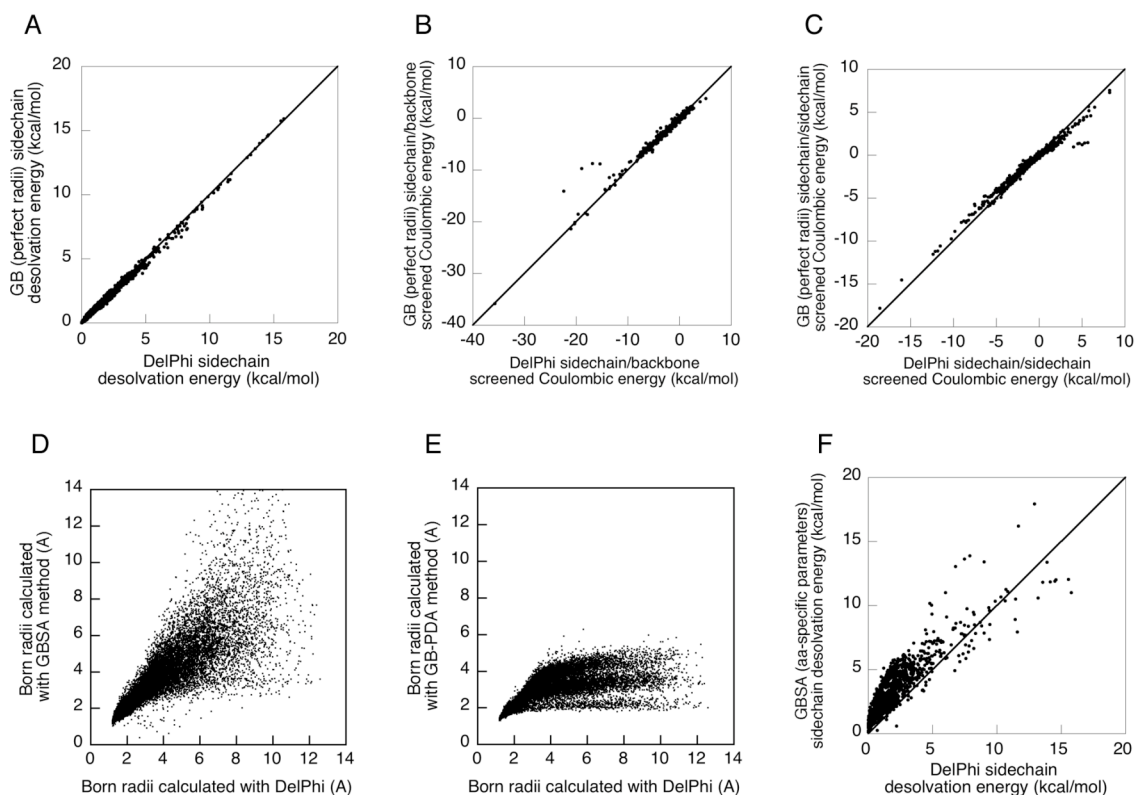 A
20
15
10
5
0
0 5 10 15 20
GB (perfect radii) sidechain
desolvation energy (kcal/mol)
DelPhi sidechain
desolvation energy (kcal/mol)
B
10
0
-10
-20
-30
-40
-40 -30 -20 -10 0 10
GB (perfect radii) sidechain/backbone
screened Coulombic energy (kcal/mol)
DelPhi sidechain/backbone
screened Coulombic energy (kcal/mol)
C
10
5
0
-5
-10
-15
-20
-20 -15 -10 -5 0 5 10
GB (perfect radii) sidechain/sidechain
screened Coulombic energy (kcal/mol)
DelPhi sidechain/sidechain
screened Coulombic energy (kcal/mol)
D
14
12
10
8
6
4
2
0
0 2 4 6 8 10 12 14
Born radii calculated
with GBSA method (A)
Born radii calculated with DelPhi (A)
E
14
12
10
8
6
4
2
0
0 2 4 6 8 10 12 14
Born radii calculated
with GB-PDA method (A)
Born radii calculated with DelPhi (A)
F
20
15
10
5
0
0 5 10 15 20
GBSA (aa-specific parameters)
sidechain desolvation energy (kcal/mol)
DelPhi sidechain
desolvation energy (kcal/mol)